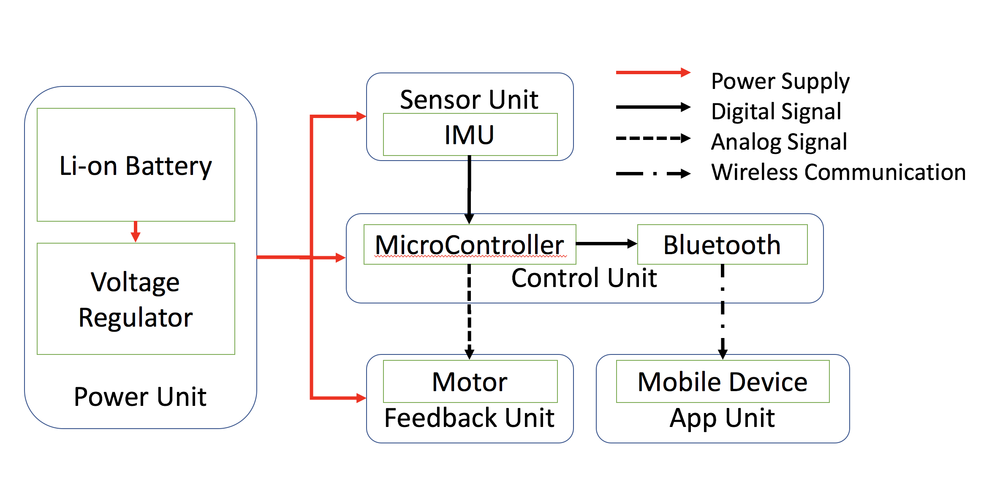 Li-on Battery
Voltage
Regulator
Power Unit
Sensor Unit
IMU
MicroController
Bluetooth
Control Unit
Motor
Feedback Unit
Mobile Device
App Unit
Power Supply
Digital Signal
Analog Signal
Wireless Communication